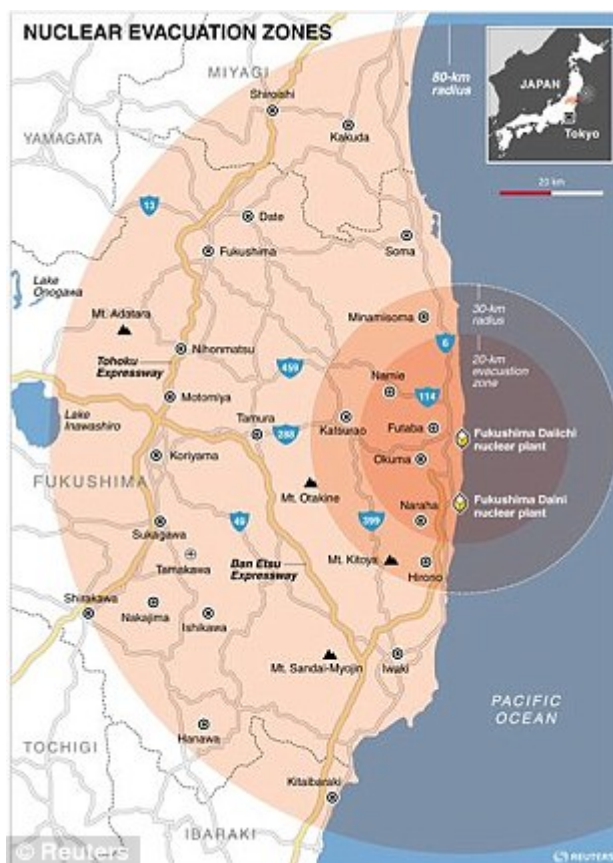 NUCLEAR EVACUATION ZONES
MIYAGI
80-km
radius
JAPAN
Tokyo
20 km
Shiroishi
Kakuda
YAMAGATA
13
Date
Fukushima
Soma
Lake
Onogawa
Mt. Adatara
Minamisoma
30-km
radius
6
Nihonmatsu
Tohoku
Expressway
20-km
evacuation
zone
459
Namie
114
Motomiya
Lake
Inawashiro
Tamura
288
Katsurao
Futaba
Fukushima Daiichi
nuclear plant
Koriyama
Okuma
FUKUSHIMA
Mt. Otakine
Fukushima Daini
nuclear plant
Naraha
Sukagawa
49
399
Tamakawa
Ban Etsu
Expressway
Mt. Kitoya
Hirono
Shirakawa
Nakajima
Ishikawa
Mt. Sandai-Myojin
Iwaki
PACIFIC
OCEAN
Hanawa
TOCHIGI
Kitaibaraki
IBARAKI
© Reuters
REUTERS